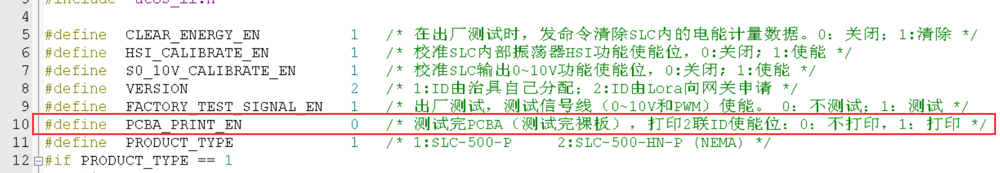 4
5 #define CLEAR_ENERGY_EN 1 /* 在出厂测试时，发命令清除SLC内的电能计量数据。0：关闭；1:清除 */
6 #define HSI_CALIBRATE_EN 1 /* 校准SLC内部振荡器HSI功能使能位，0:关闭；1:使能 */
7 #define S0_10V_CALIBRATE_EN 1 /* 校准SLC输出0~10V功能使能位，0:关闭；1:使能 */
8 #define VERSION 2 /* 1:ID由治具自己分配；2:ID由Lora向网关申请 */
9 #define FACTORY_TEST_SIGNAL_EN 1 /* 出厂测试，测试信号线（0~10V和PWM）使能。 0：不测试；1：测试 */
10 #define PCBA_PRINT_EN 0 /* 测试完PCBA（测试完裸板），打印2联ID使能位：0：不打印，1：打印 */
11 #define PRODUCT_TYPE 1 /* 1:SLC-500-P 2:SLC-500-HN-P (NEMA) */
12 #if PRODUCT_TYPE == 1